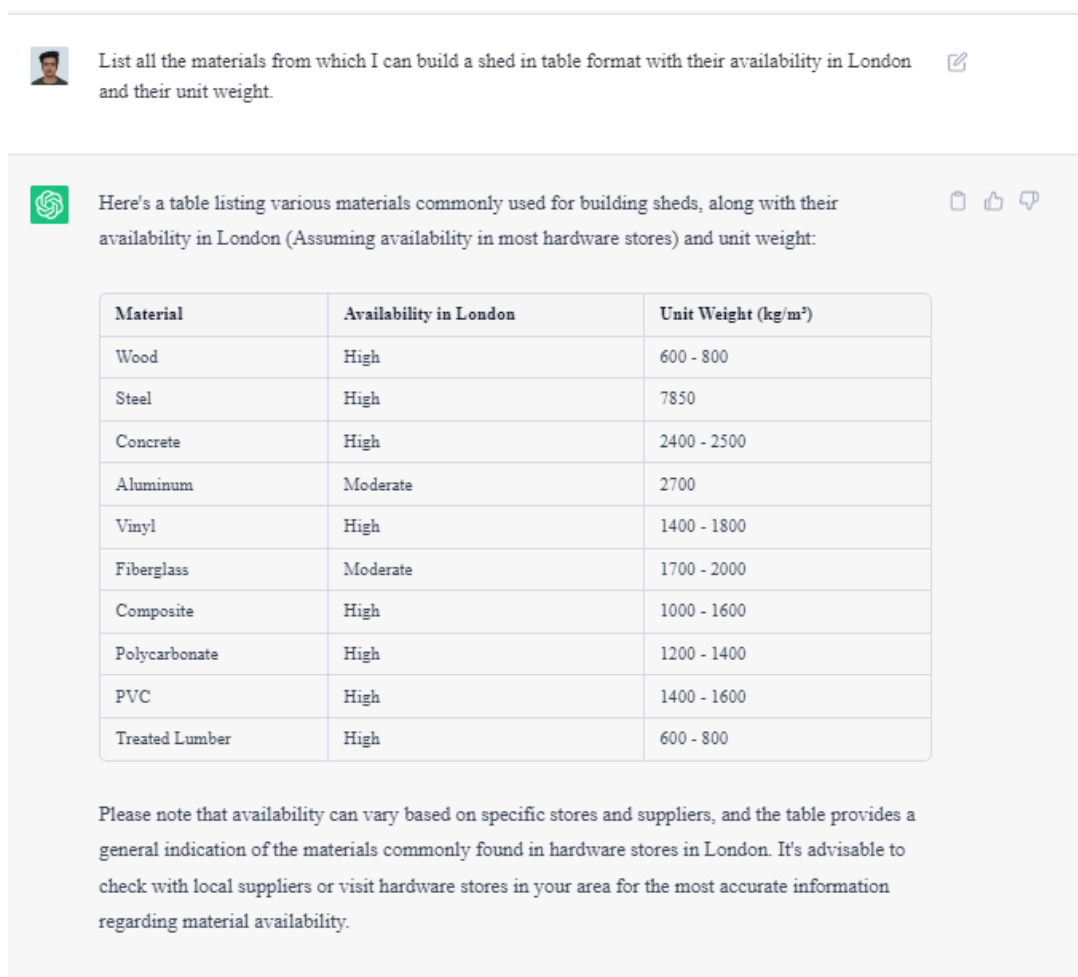 List all the materials from which I can build a shed in table format with their availability in London
and their unit weight.
Here's a table listing various materials commonly used for building sheds, along with their
availability in London (Assuming availability in most hardware stores) and unit weight:
Material Availability in London Unit Weight (kg/m³)
Wood High 600 - 800
Steel High 7850
Concrete High 2400 - 2500
Aluminum Moderate 2700
Vinyl High 1400 - 1800
Fiberglass Moderate 1700 - 2000
Composite High 1000 - 1600
Polycarbonate High 1200 - 1400
PVC High 1400 - 1600
Treated Lumber High 600 - 800
Please note that availability can vary based on specific stores and suppliers, and the table provides a
general indication of the materials commonly found in hardware stores in London. It's advisable to
check with local suppliers or visit hardware stores in your area for the most accurate information
regarding material availability.